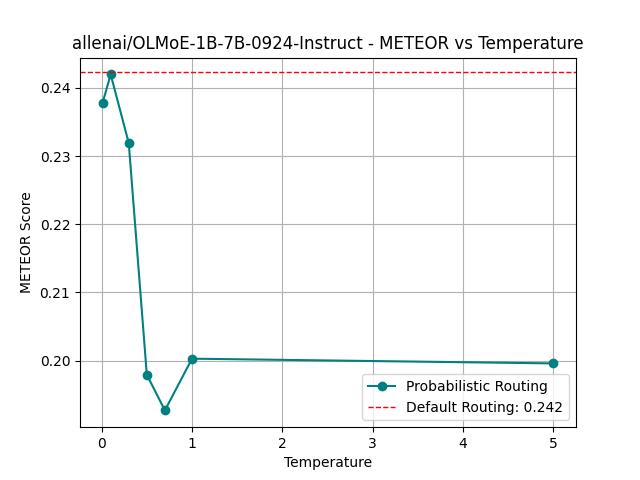 allenai/OLMoE-1B-7B-0924-Instruct - METEOR vs Temperature
METEOR Score
0.24
0.23
0.22
0.21
0.20
0
1
2
3
4
5
Temperature
Probabilistic Routing
Default Routing: 0.242